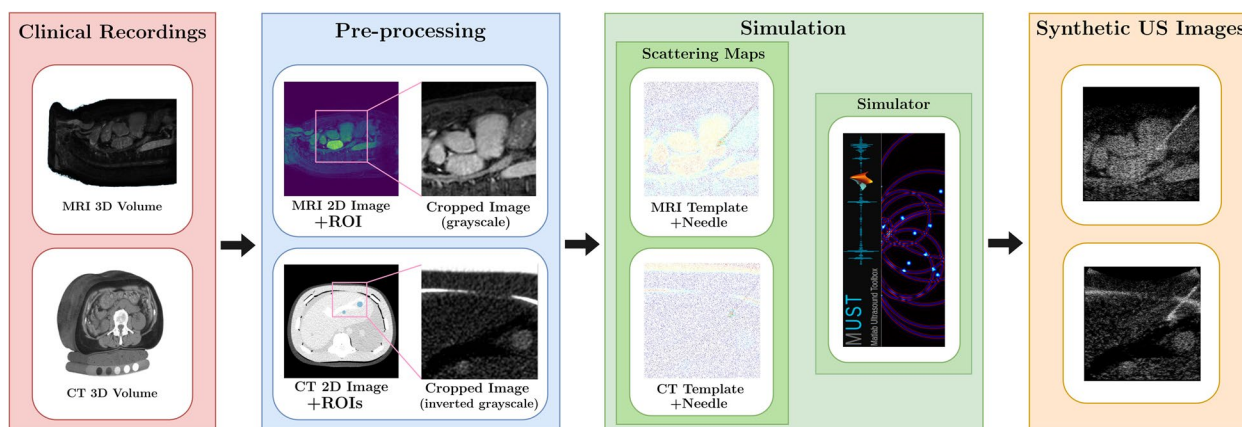 Clinical Recordings
MRI 3D Volume
CT 3D Volume
Pre-processing
MRI 2D Image
+ROI
Cropped Image
(grayscale)
CT 2D Image
+ROIs
Cropped Image
(inverted grayscale)
Simulation
Scattering Maps
MRI Template
+Needle
CT Template
+Needle
Simulator
MUST
Matlab Ultrasound Toolbox
Synthetic US Images